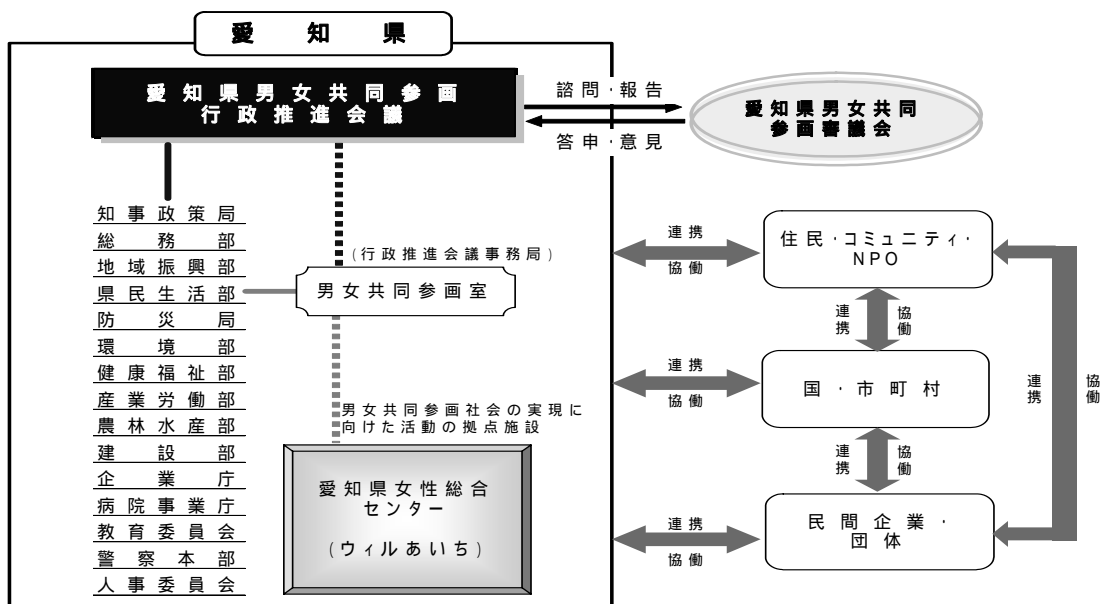 愛知県
愛知県男女共同参画
行政推進会議
諮問・報告
答申・意見
愛知県男女共同
参画審議会
知事政策局
総務部
地域振興部
県民生活部
防災局
環境部
健康福祉部
産業労働部
農林水産部
建設部
企業庁
病院事業庁
教育委員会
警察本部
人事委員会
(行政推進会議事務局)
男女共同参画室
男女共同参画社会の実現に
向けた活動の拠点施設
愛知県女性総合
センター
(ウィルあいち)
連携
協働
住民・コミュニティ・
NPO
連携
協働
連携
協働
国・市町村
連携
協働
連携
協働
民間企業・
団体
連携
協働